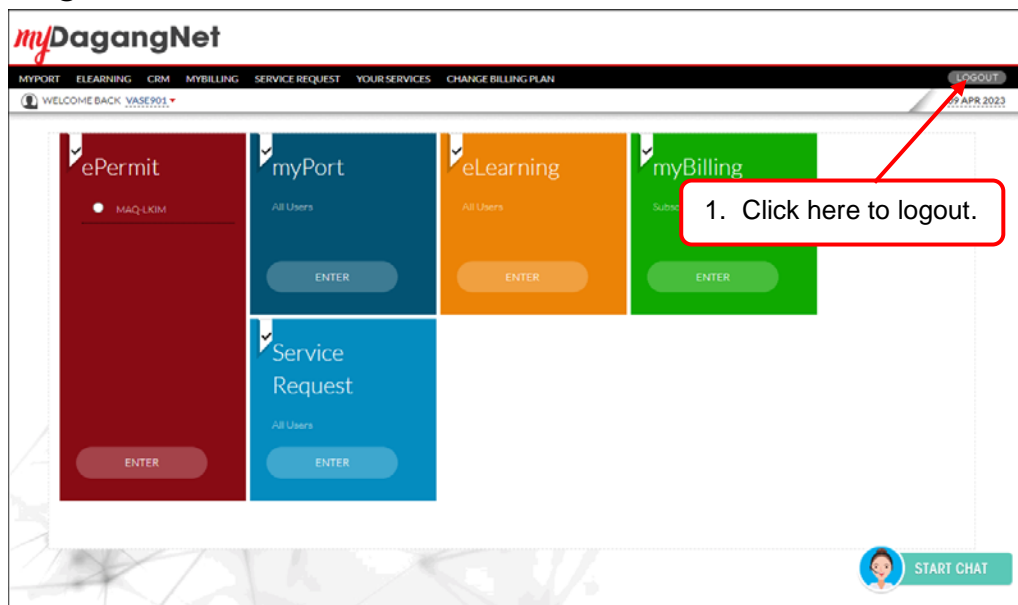 myDagangNet
MYPORT ELEARNING CRM MYBILLING SERVICE REQUEST YOUR SERVICES CHANGE BILLING PLAN LOGOUT
WELCOME BACK VASE901 09 APR 2023
ePermit
MAQ-LKIM
ENTER
myPort
All Users
ENTER
eLearning
All Users
ENTER
myBilling
ENTER
1. Click here to logout.
Service
Request
All Users
ENTER
START CHAT